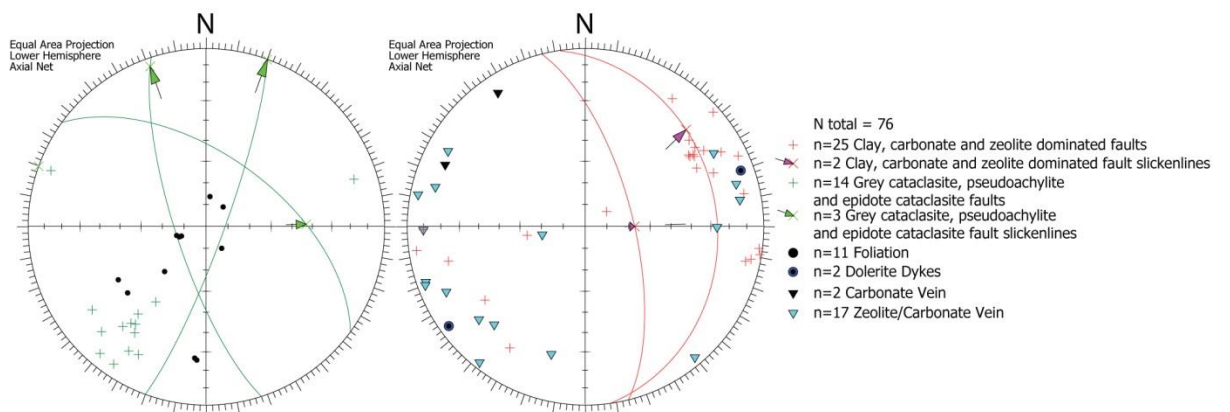 N
Equal Area Projection
Lower Hemisphere
Axial Net
N
Equal Area Projection
Lower Hemisphere
Axial Net
N total = 76
n=25 Clay, carbonate and zeolite dominated faults
n=2 Clay, carbonate and zeolite dominated fault slickenlines
n=14 Grey cataclasite, pseudoachylite
and epidote cataclasite faults
n=3 Grey cataclasite, pseudoachylite
and epidote cataclasite fault slickenlines
n=11 Foliation
n=2 Dolerite Dykes
n=2 Carbonate Vein
n=17 Zeolite/Carbonate Vein